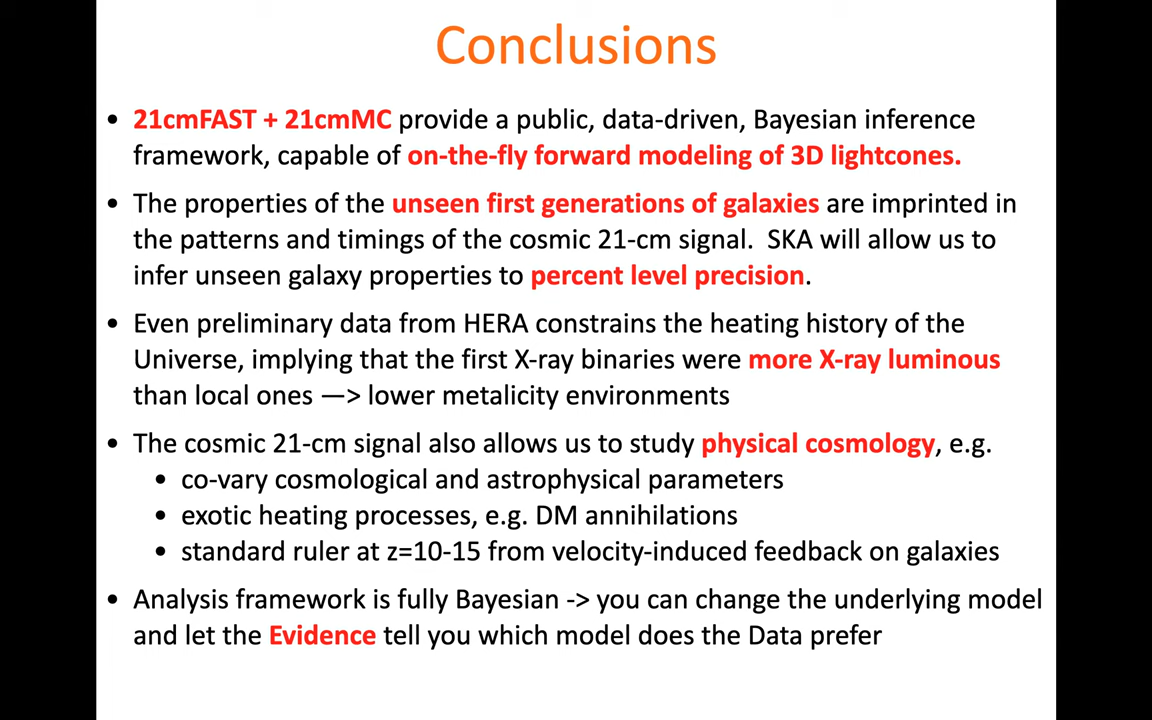 Conclusions
• 21cmFAST + 21cmMC provide a public, data-driven, Bayesian inference
framework, capable of on-the-fly forward modeling of 3D lightcones.
• The properties of the unseen first generations of galaxies are imprinted in
the patterns and timings of the cosmic 21-cm signal.  SKA will allow us to
infer unseen galaxy properties to percent level precision.
• Even preliminary data from HERA constrains the heating history of the
Universe, implying that the first X-ray binaries were more X-ray luminous
than local ones —> lower metalicity environments
• The cosmic 21-cm signal also allows us to study physical cosmology, e.g.
• co-vary cosmological and astrophysical parameters
• exotic heating processes, e.g. DM annihilations
• standard ruler at z=10-15 from velocity-induced feedback on galaxies
• Analysis framework is fully Bayesian -> you can change the underlying model
and let the Evidence tell you which model does the Data prefer